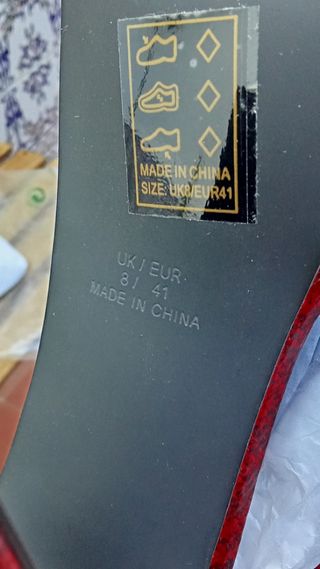 MADE IN CHINA
SIZE: UK8/EUR41
UK / EUR
8 / 41
MADE IN CHINA